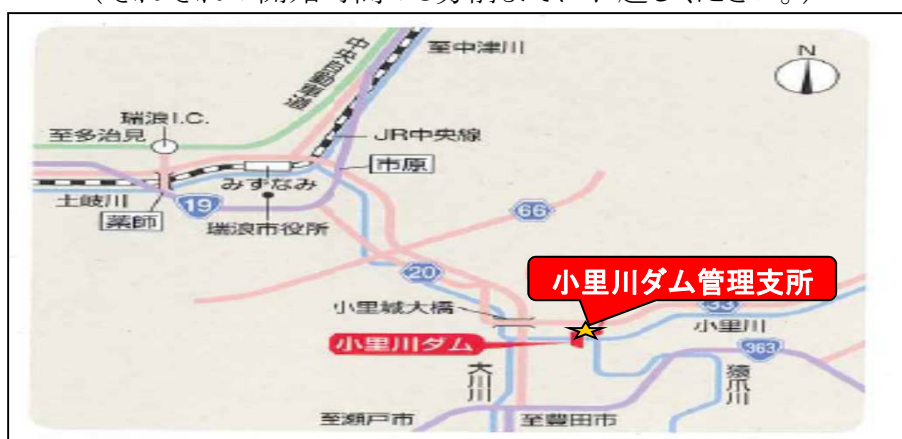 至中津川
中央自動車道
N
瑞浪I.C.
至多治見
JR中央線
市原
みずなみ
土岐川
薬師
19
瑞浪市役所
66
20
小里川ダム管理支所
33
小里城大橋
小里川
小里川ダム
363
大川川
猿爪川
至瀬戸市
至豊田市